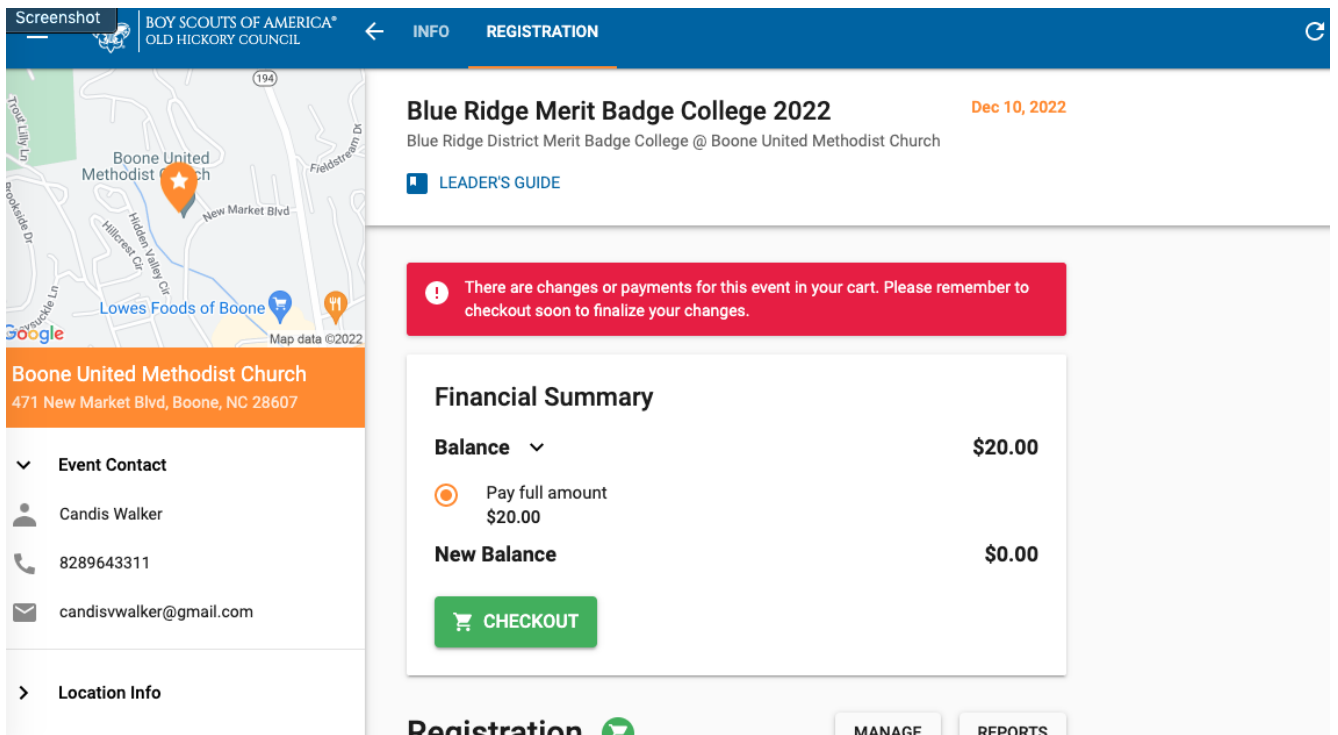 Screenshot
BOY SCOUTS OF AMERICA®
OLD HICKORY COUNCIL
INFO
REGISTRATION
194
Trout Lilly Ln
Boone United
Methodist Church
Fieldstream Dr
New Market Blvd
Brookside Dr
Hillcrest Cir
Hidden Valley Cir
Lowes Foods of Boone
Google
Map data ©2022
Boone United Methodist Church
471 New Market Blvd, Boone, NC 28607
Event Contact
Candis Walker
8289643311
candisvwalker@gmail.com
Location Info
Blue Ridge Merit Badge College 2022
Dec 10, 2022
Blue Ridge District Merit Badge College @ Boone United Methodist Church
LEADER'S GUIDE
There are changes or payments for this event in your cart. Please remember to
checkout soon to finalize your changes.
Financial Summary
Balance
$20.00
Pay full amount
$20.00
New Balance
$0.00
CHECKOUT
Registration
MANAGE
REPORTS